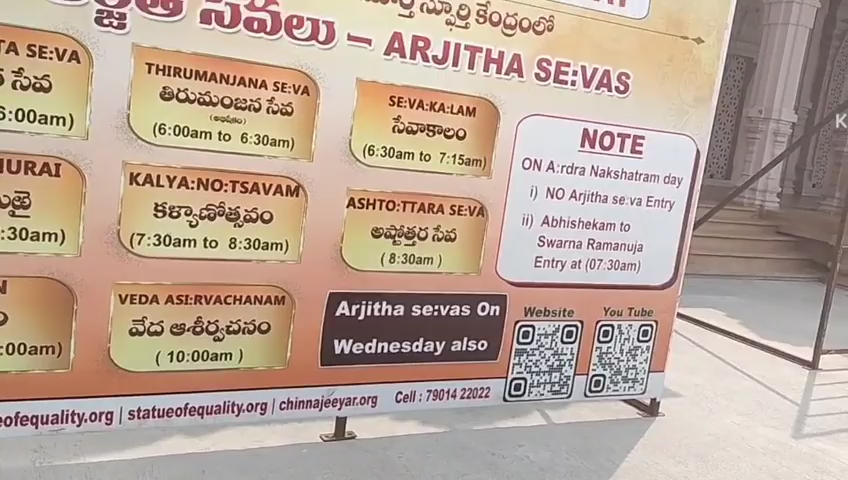 స్ఫూర్తి కేంద్రంలో
సేవలు – ARJITHA SE:VAS
SE:VA
సేవ
6:00am)
THIRUMANJANA SE:VA
తిరుమంజన సేవ
(అభిషేకం)
(6:00am to 6:30am)
SE:VA:KA:LAM
సేవాకాలం
(6:30am to 7:15am)
:30am)
KALYA:NO:TSAVAM
కళ్యాణోత్సవం
(7:30AM to 8:30am)
ASHTO:TTARA SE:VA
అష్టోత్తర సేవ
( 8:30am )
:00am)
VEDA ASI:RVACHANAM
వేద ఆశీర్వచనం
( 10:00am )
Arjitha se:vas On
Wednesday also
NOTE
ON A:rdra Nakshatram day
i) NO Arjitha se:va Entry
ii) Abhishekam to
Swarna Ramanuja
Entry at (07:30am)
Website
You Tube
ofequality.org | statueofequality.org | chinnajeeyar.org Cell : 79014 22022
K